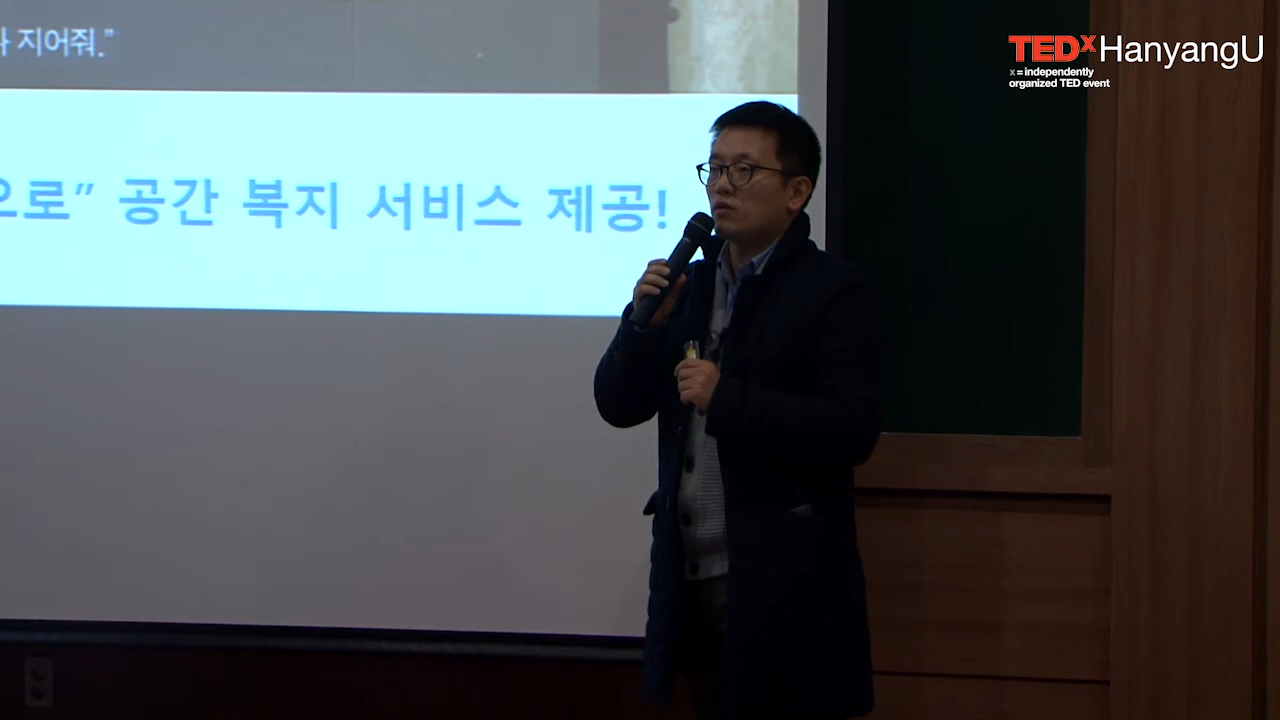 지어줘."
으로" 공간 복지 서비스 제공!
TEDxHanyangU
x = independently
organized TED event